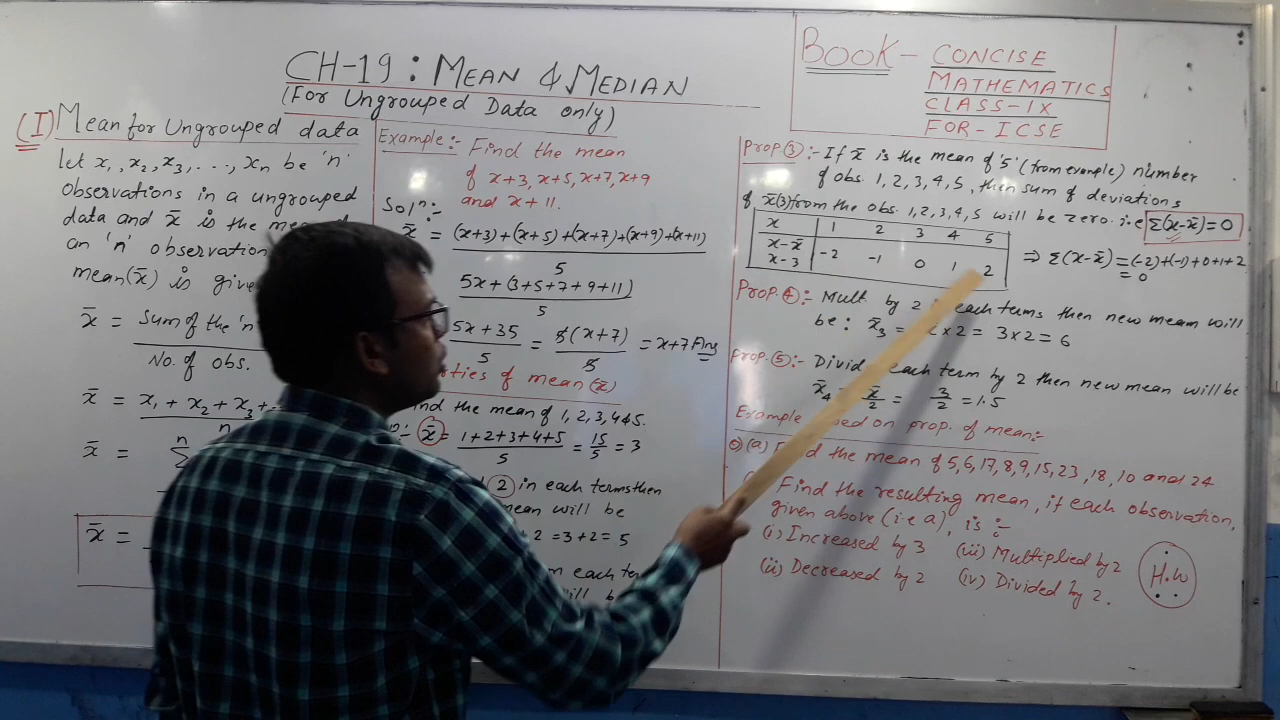 CH-19 : MEAN & MEDIAN
(For Ungrouped Data only)
BOOK - CONCISE
MATHEMATICS
CLASS-IX
FOR-ICSE
(I) Mean for Ungrouped data
let x₁, x₂, x₃, ...., xn be 'n'
observations in a ungrouped
data and x̄ is the
an 'n' observation
mean(x̄) is
x̄ = Sum of the 'n'
No. of obs.
x̄ = x₁ + x₂ + x₃ +
n
x̄ = n
Σ
x̄ =
Example:- Find the mean
of x+3, x+5, x+7, x+9
and x+11.
Solⁿ:-
x̄ = (x+3)+(x+5)+(x+7)+(x+9)+(x+11)
5
5x+(3+5+7+9+11)
5
5x+35 = 5(x+7) = x+7 Ans
5 5
of mean(x̄)
the mean of 1,2,3,4&5.
x̄ = 1+2+3+4+5 = 15 = 3
5 5
2 in each terms then
mean will be
2 = 3+2 = 5
each
will
Prop.③:- If x̄ is the mean of '5' (from example) number
of obs. 1, 2, 3, 4, 5, then sum of deviations
of x̄(3) from the obs. 1,2,3,4,5 will be zero. i.e Σ(x-x̄)=0
x 1 2 3 4 5
x-x̄
x-3 -2 -1 0 1 2
⇒ Σ(x-x̄) = (-2)+(-1)+0+1+2
= 0
Prop.④:- Mult by 2 each terms then new meam will
be: x̄₃ = x2 = 3x2 = 6
Prop.⑤:- Divid each term by 2 then new mean will be
x̄₄ = x̄ = 3 = 1.5
2 2
Example on prop. of mean:-
(a) the mean of 5,6,17,8,9,15,23,18,10 and 24
Find the resulting mean, if each observation,
given above (i.e a), is :-
(i) Increased by 3 (iii) Multiplied by 2
(ii) Decreased by 2 (iv) Divided by 2.
H.W